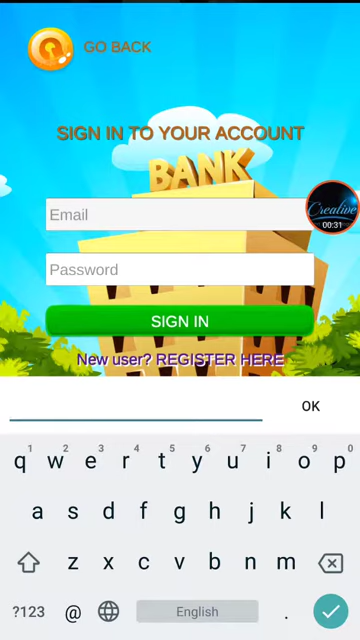 GO BACK
SIGN IN TO YOUR ACCOUNT
BANK
Email
Creative
00:31
Password
SIGN IN
New user? REGISTER HERE
OK
1 2 3 4 5 6 7 8 9 0
q w e r t y u i o p
a s d f g h j k l
z x c v b n m
?123 @ English .